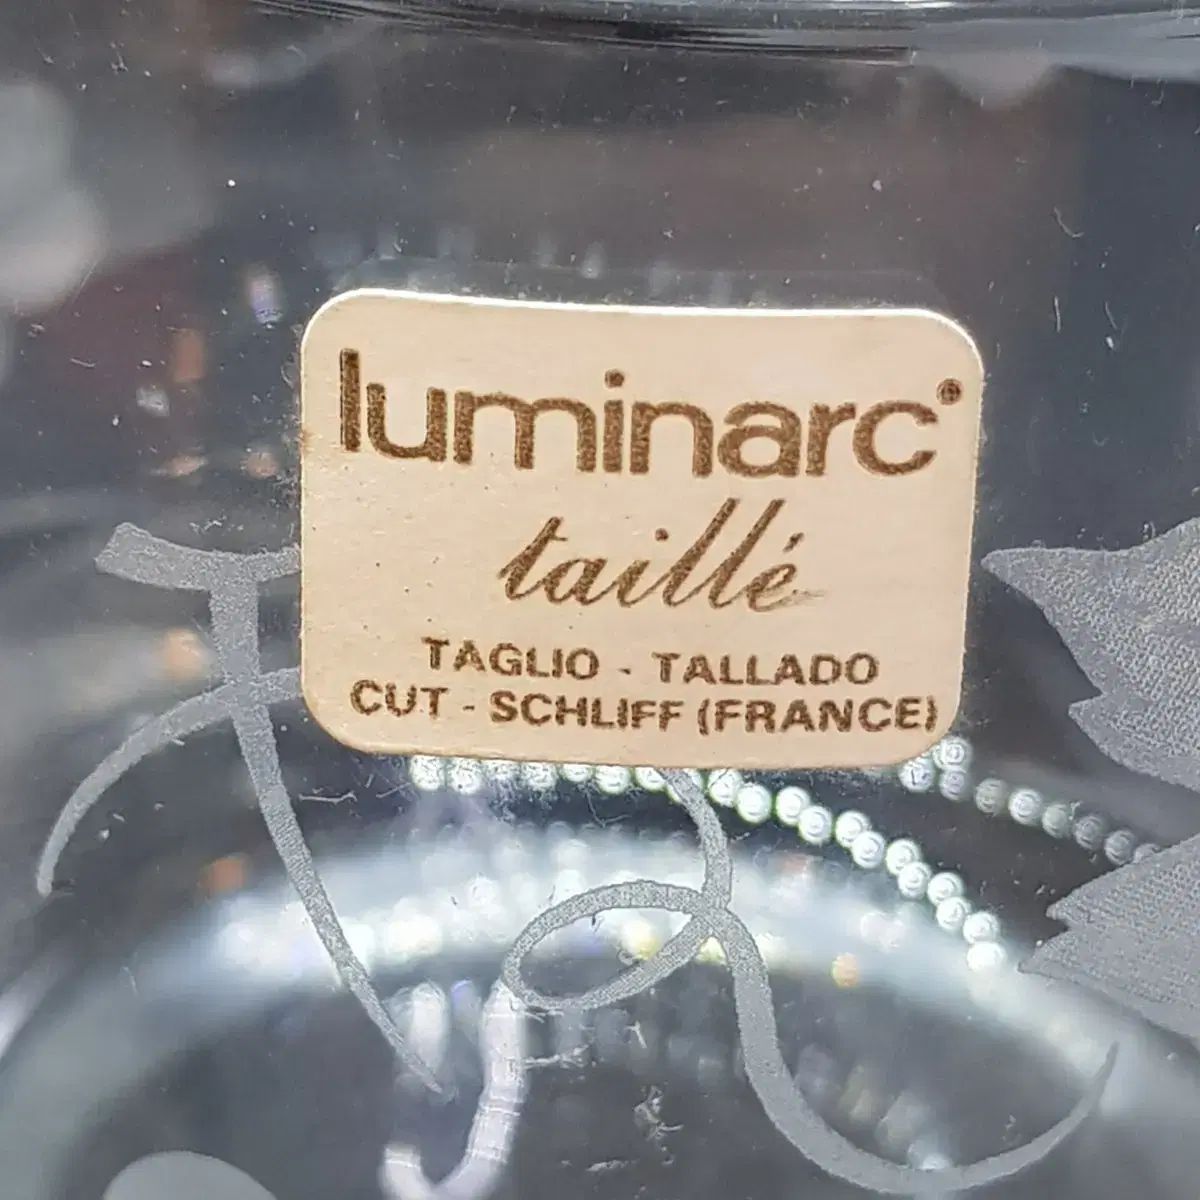 luminarc®
taillé
TAGLIO - TALLADO
CUT - SCHLIFF (FRANCE)